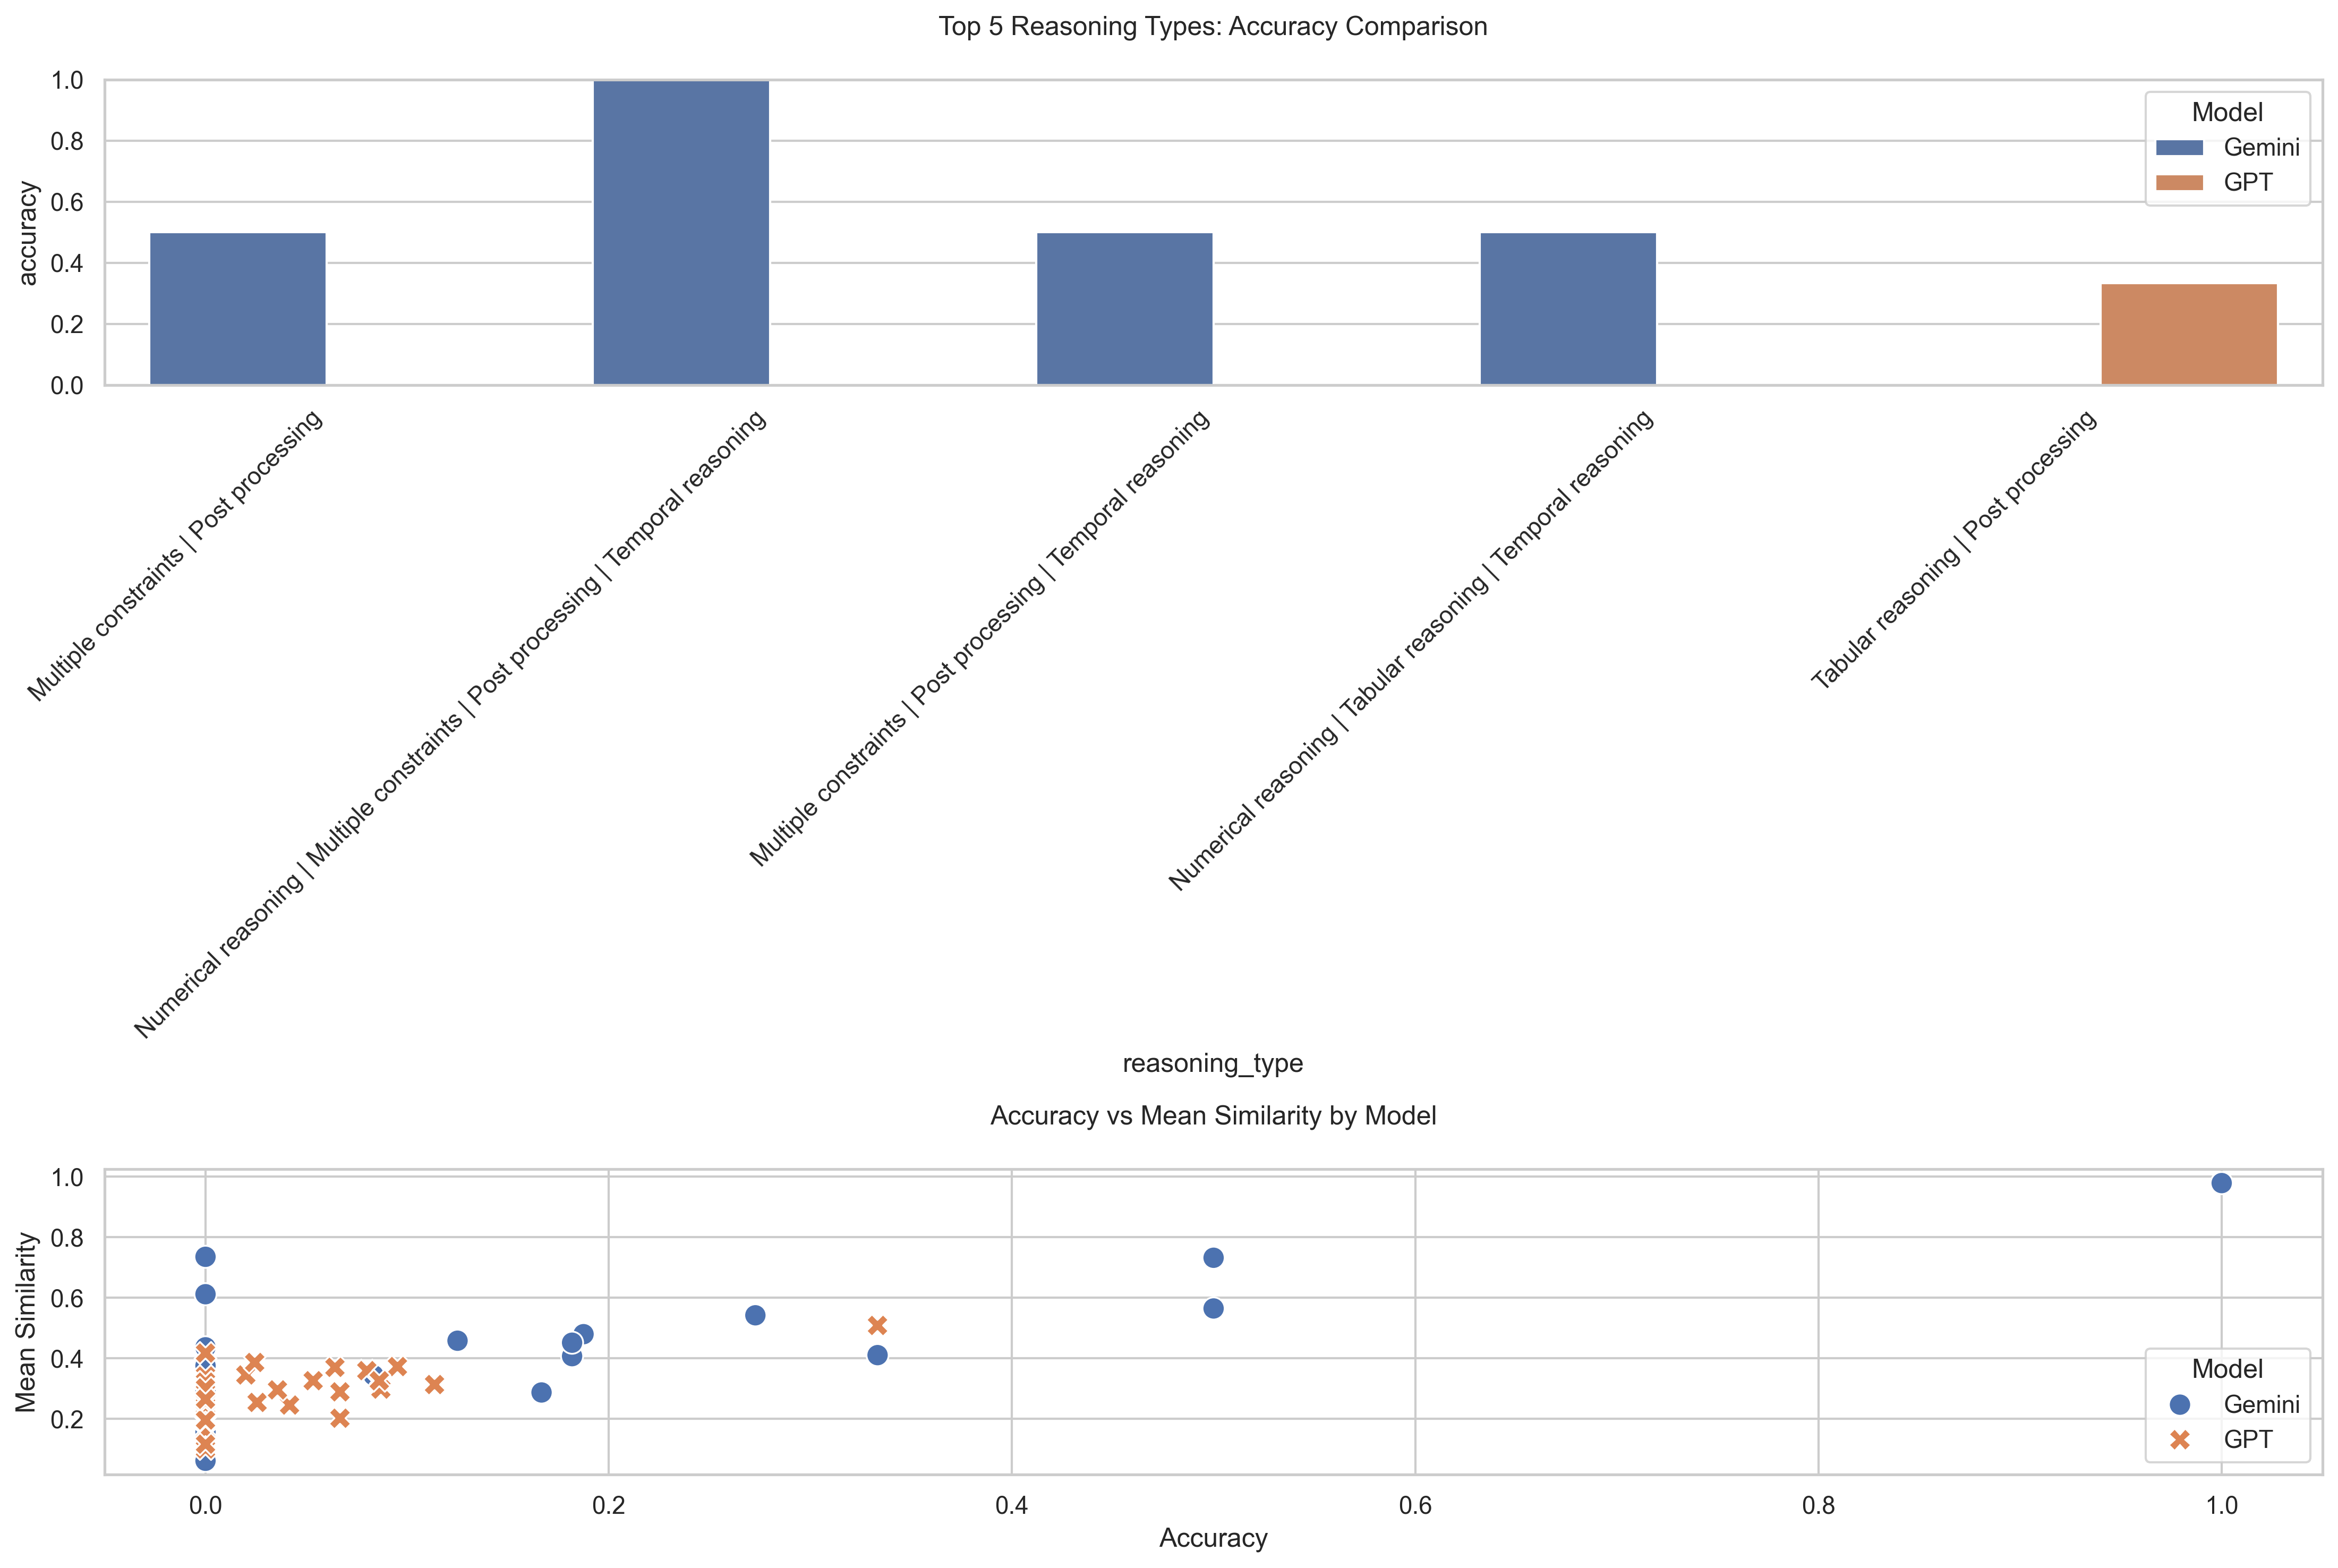 Top 5 Reasoning Types: Accuracy Comparison
1.0
0.8
0.6
0.4
0.2
0.0
accuracy
Model
Gemini
GPT
Multiple constraints | Post processing
Numerical reasoning | Multiple constraints | Post processing | Temporal reasoning
Multiple constraints | Post processing | Temporal reasoning
Numerical reasoning | Tabular reasoning | Temporal reasoning
Tabular reasoning | Post processing
reasoning_type
Accuracy vs Mean Similarity by Model
1.0
0.8
0.6
0.4
0.2
Mean Similarity
Model
Gemini
GPT
0.0
0.2
0.4
0.6
0.8
1.0
Accuracy